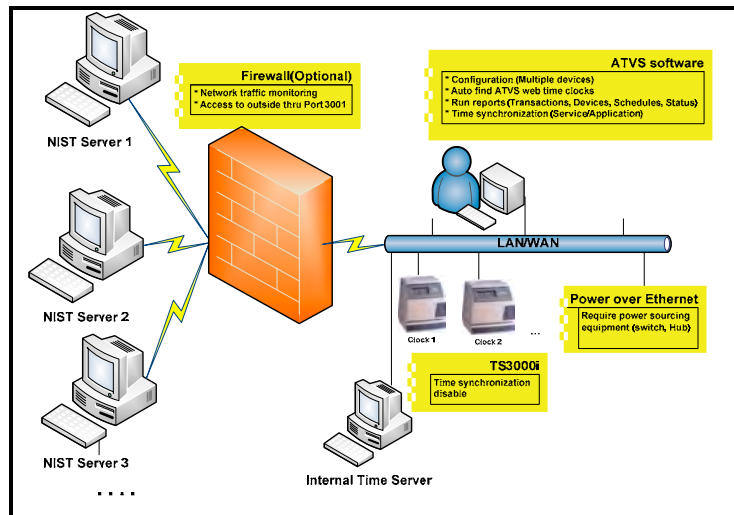 Firewall(Optional)
* Network traffic monitoring
* Access to outside thru Port 3001
ATVS software
* Configuration (Multiple devices)
* Auto find ATVS web time clocks
* Run reports (Transactions, Devices, Schedules, Status)
* Time synchronization (Service/Application)
NIST Server 1
NIST Server 2
NIST Server 3
. . . .
LAN/WAN
Clock 1
Clock 2
...
Power over Ethernet
Require power sourcing
equipment (switch, Hub)
TS3000i
Time synchronization
disable
Internal Time Server